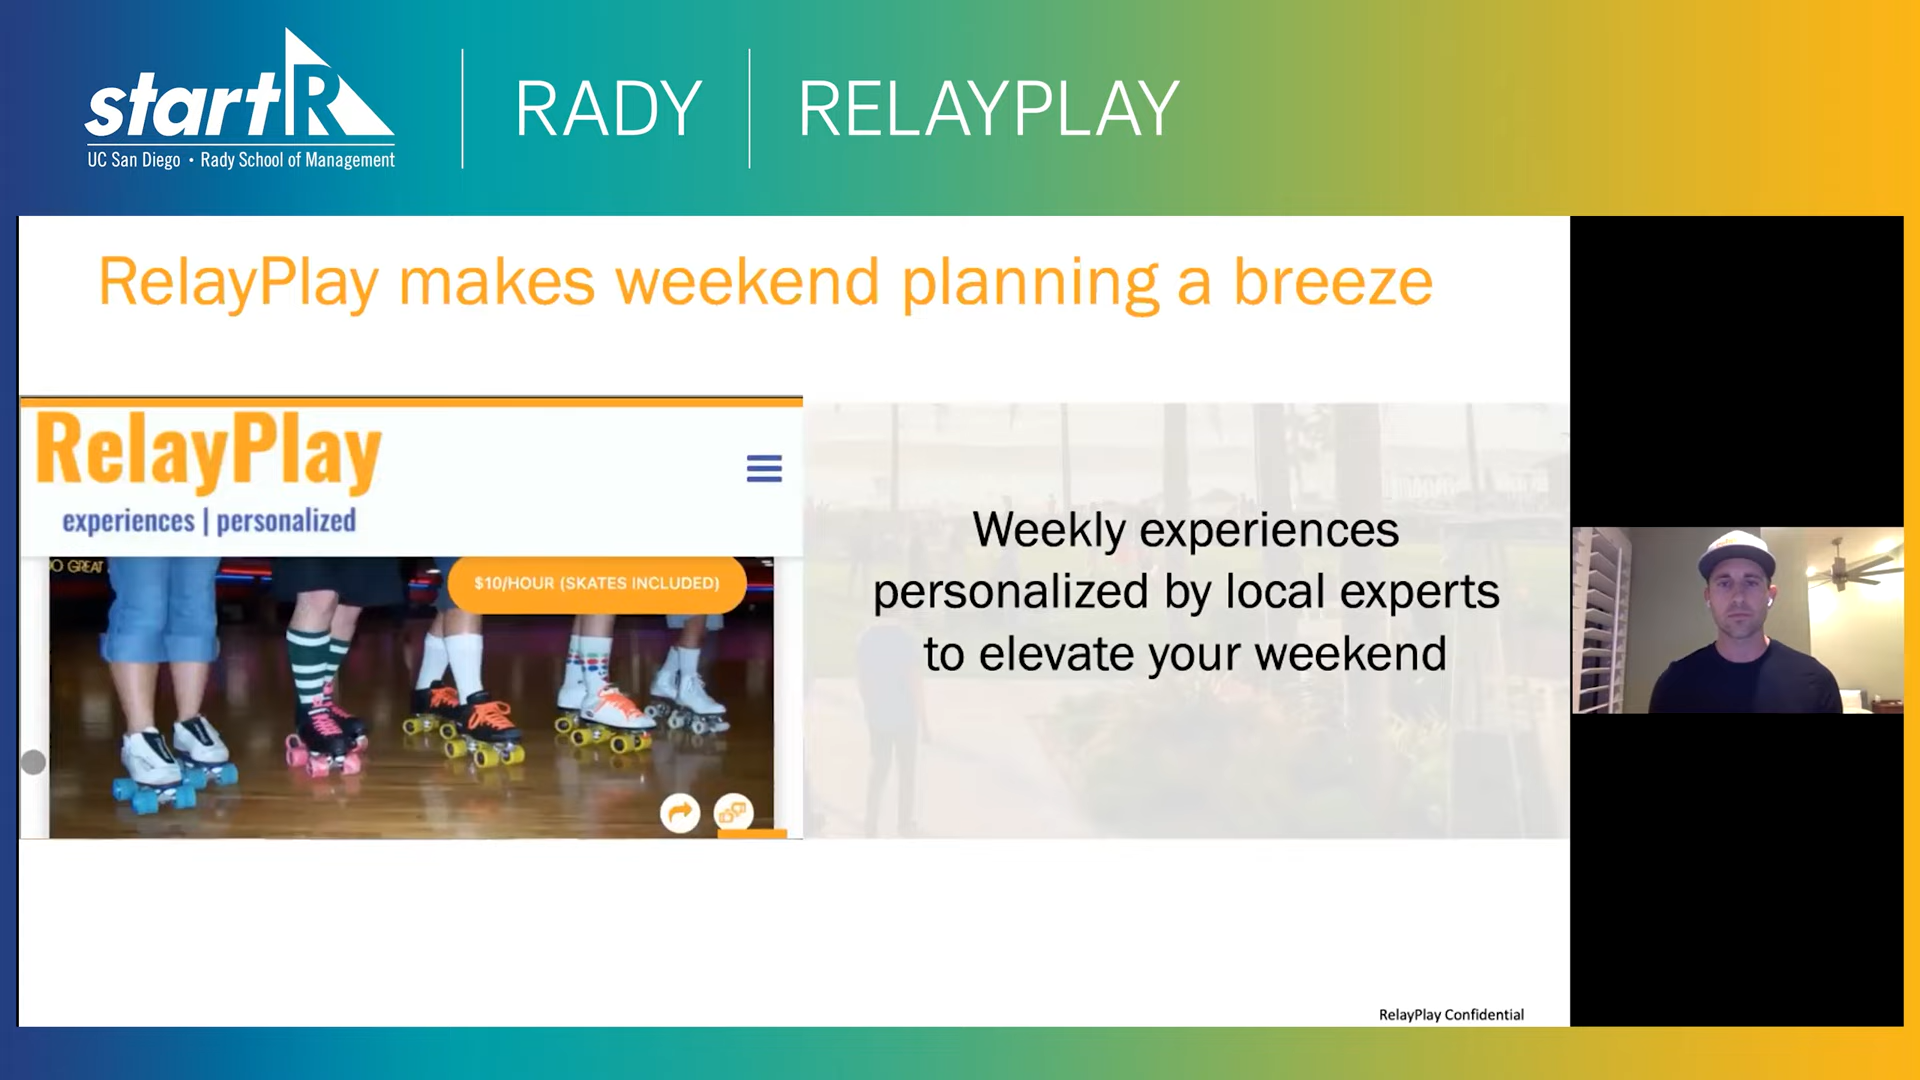 startR
UC San Diego • Rady School of Management
RADY
RELAYPLAY
RelayPlay makes weekend planning a breeze
RelayPlay
experiences | personalized
GREAT
$10/HOUR (SKATES INCLUDED)
Weekly experiences
personalized by local experts
to elevate your weekend
RelayPlay Confidential